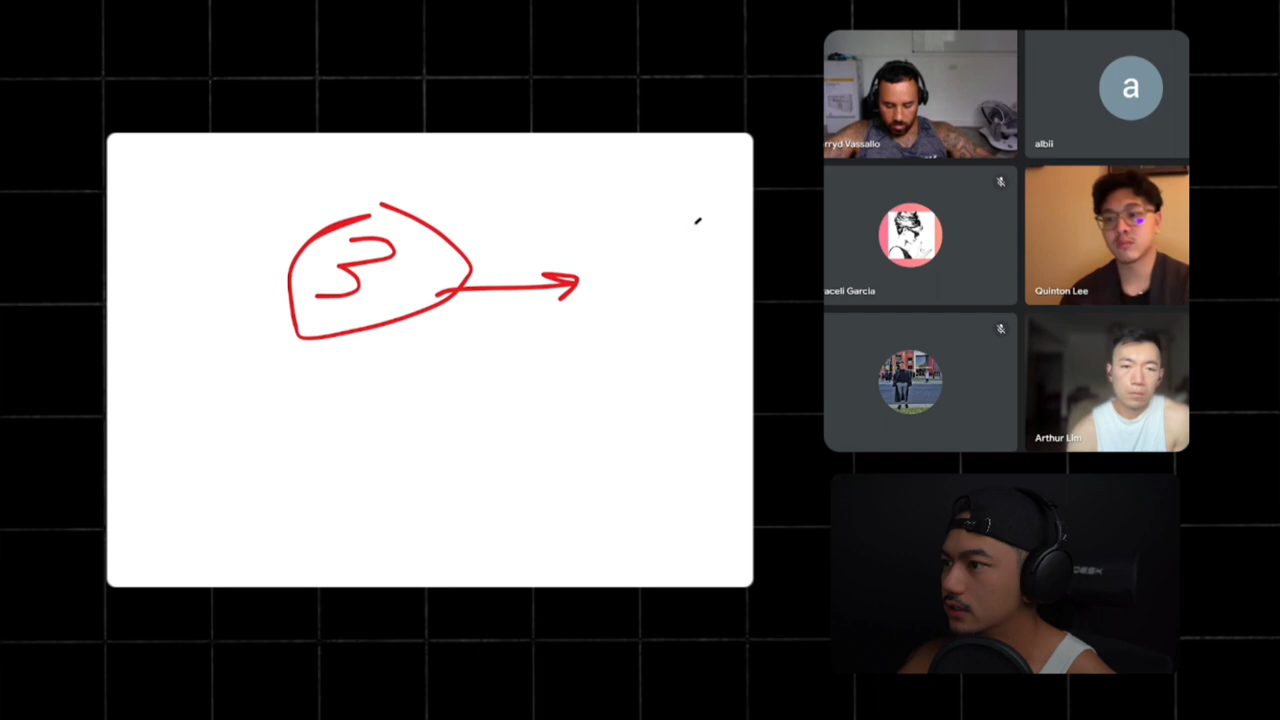 3
rryd Vassallo
a
albii
aceli Garcia
Quinton Lee
Arthur Lim